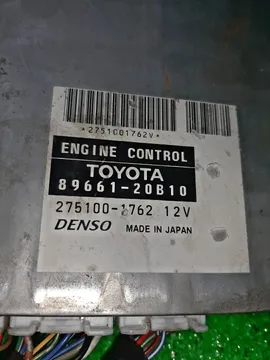 *2751001762V*
ENGINE CONTROL
TOYOTA
89661-20B10
275100-1762 12V
DENSO MADE IN JAPAN